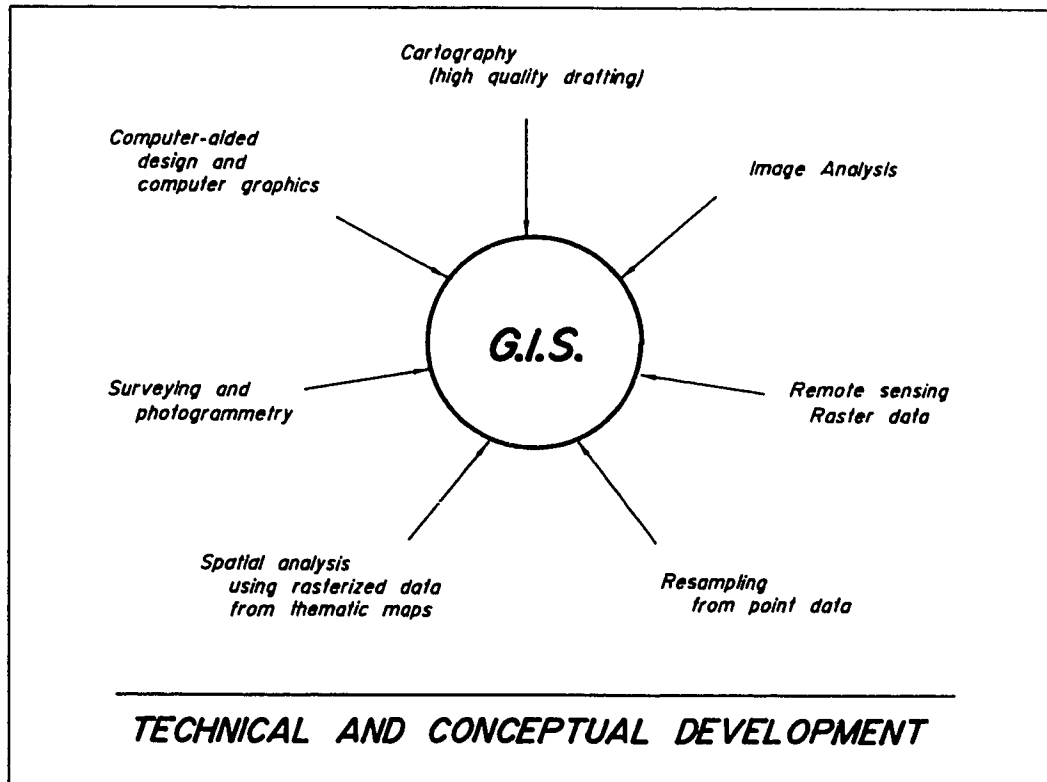 Cartography
(high quality drafting)
Computer-aided
design and
computer graphics
Image Analysis
G.I.S.
Surveying and
photogrammetry
Remote sensing
Raster data
Spatial analysis
using rasterized data
from thematic maps
Resampling
from point data
TECHNICAL AND CONCEPTUAL DEVELOPMENT